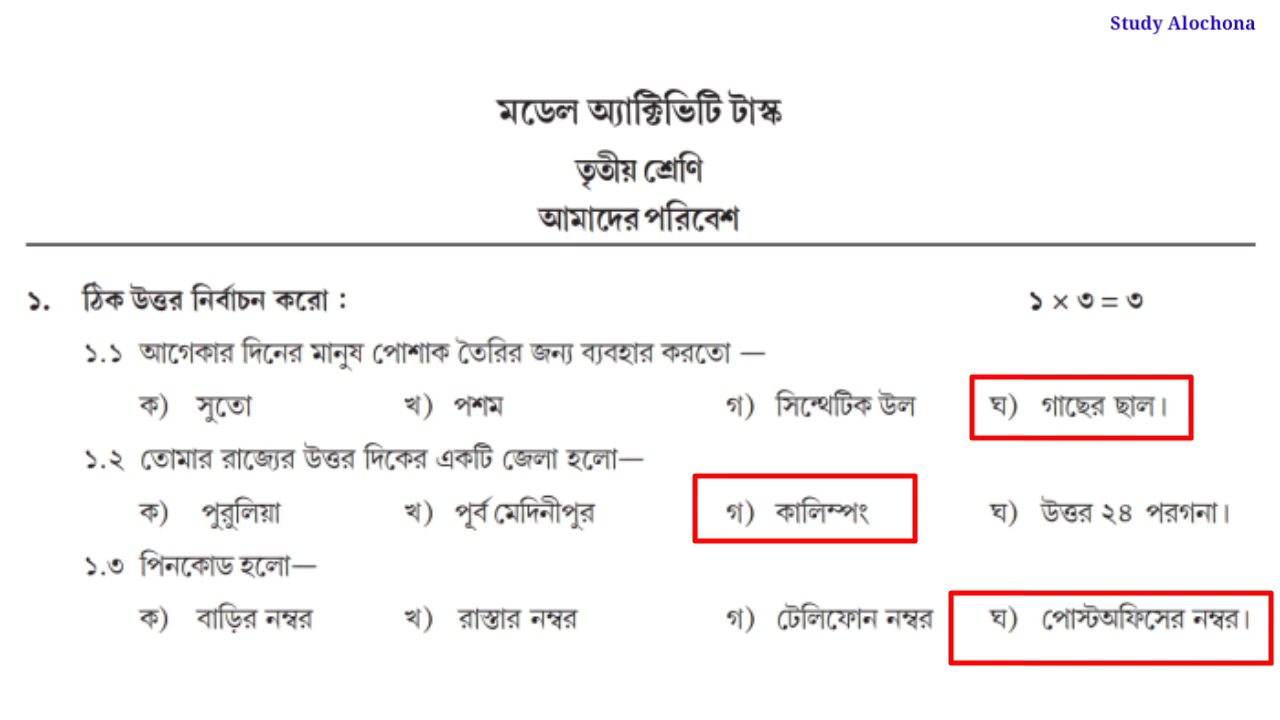 Study Alochona
মডেল অ্যাক্টিভিটি টাস্ক
তৃতীয় শ্রেণি
আমাদের পরিবেশ
১. ঠিক উত্তর নির্বাচন করো : ১ × ৩ = ৩
১.১ আগেকার দিনের মানুষ পোশাক তৈরির জন্য ব্যবহার করতো —
ক) সুতো খ) পশম গ) সিন্থেটিক উল ঘ) গাছের ছাল।
১.২ তোমার রাজ্যের উত্তর দিকের একটি জেলা হলো—
ক) পুরুলিয়া খ) পূর্ব মেদিনীপুর গ) কালিম্পং ঘ) উত্তর ২৪ পরগনা।
১.৩ পিনকোড হলো—
ক) বাড়ির নম্বর খ) রাস্তার নম্বর গ) টেলিফোন নম্বর ঘ) পোস্টঅফিসের নম্বর।